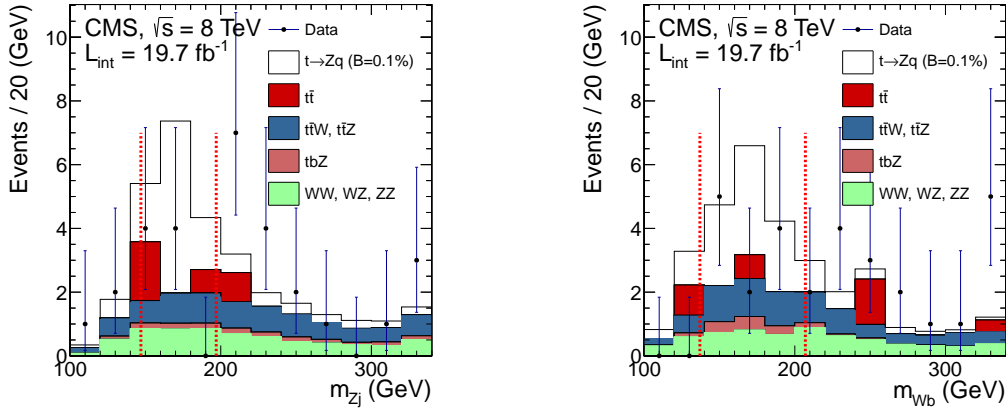 CMS, √s = 8 TeV
L_int = 19.7 fb⁻¹
Data
t→Zq (B=0.1%)
tt̄
tt̄W, tt̄Z
tbZ
WW, WZ, ZZ
Events / 20 (GeV)
10
8
6
4
2
0
100 200 300
m_Zj (GeV)
CMS, √s = 8 TeV
L_int = 19.7 fb⁻¹
Data
t→Zq (B=0.1%)
tt̄
tt̄W, tt̄Z
tbZ
WW, WZ, ZZ
Events / 20 (GeV)
10
8
6
4
2
0
100 200 300
m_Wb (GeV)